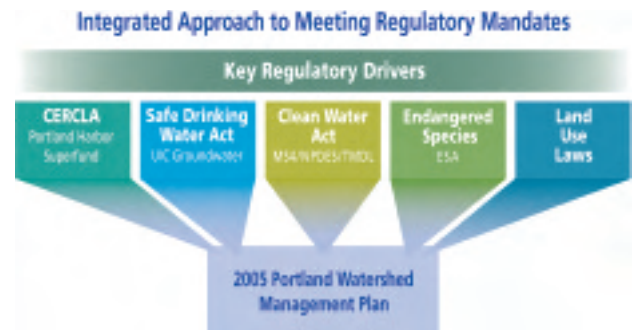 Integrated Approach to Meeting Regulatory Mandates
Key Regulatory Drivers
CERCLA
Portland Harbor
Superfund
Safe Drinking
Water Act
UIC Groundwater
Clean Water
Act
MS4/NPDES/TMDL
Endangered
Species
ESA
Land
Use
Laws
2005 Portland Watershed
Management Plan